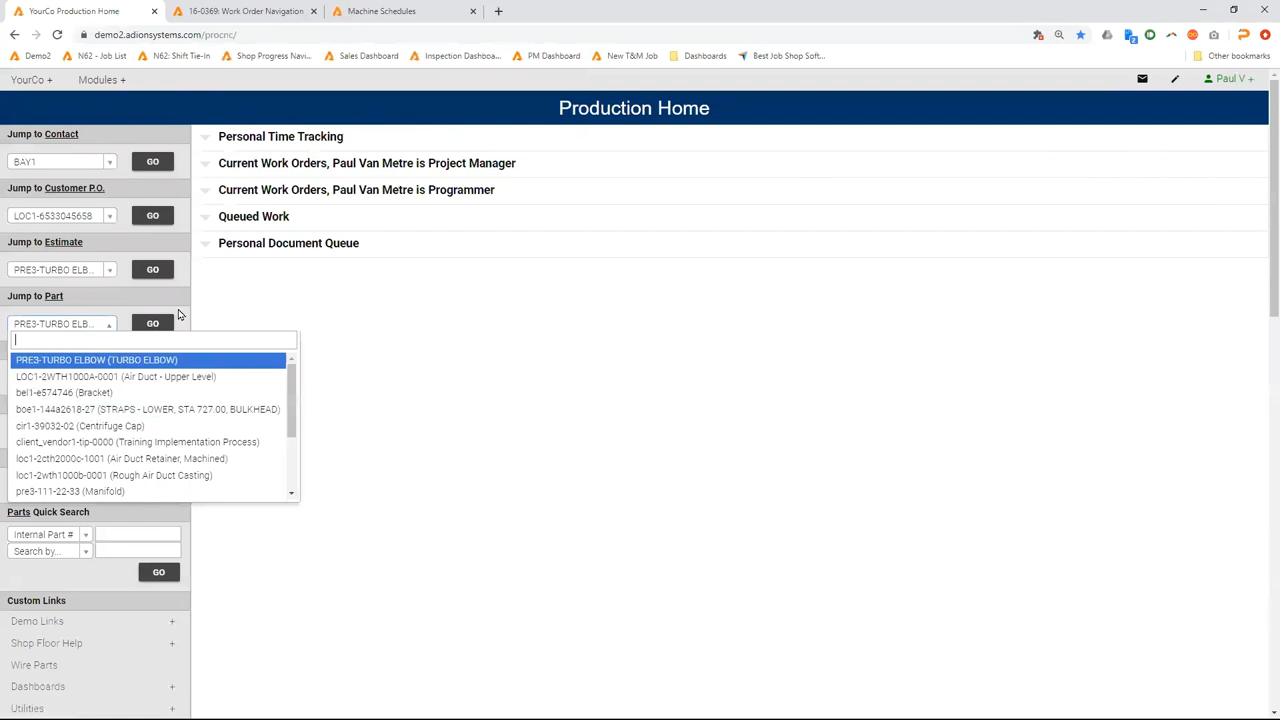 YourCo Production Home
16-0369: Work Order Navigation
Machine Schedules
demo2.adionsystems.com/procnc/
Demo2
N62 - Job List
N62: Shift Tie-In
Shop Progress Navi...
Sales Dashboard
Inspection Dashboa...
PM Dashboard
New T&M Job
Dashboards
Best Job Shop Soft...
Other bookmarks
YourCo +
Modules +
Paul V +
Production Home
Jump to Contact
BAY1
GO
Jump to Customer P.O.
LOC1-6533045658
GO
Jump to Estimate
PRE3-TURBO ELB...
GO
Jump to Part
PRE3-TURBO ELB...
GO
PRE3-TURBO ELBOW (TURBO ELBOW)
LOC1-2WTH1000A-0001 (Air Duct - Upper Level)
bel1-e574746 (Bracket)
boe1-144a2618-27 (STRAPS - LOWER, STA 727.00, BULKHEAD)
cir1-39032-02 (Centrifuge Cap)
client_vendor1-tip-0000 (Training Implementation Process)
loc1-2cth2000c-1001 (Air Duct Retainer, Machined)
loc1-2wth1000b-0001 (Rough Air Duct Casting)
pre3-111-22-33 (Manifold)
Parts Quick Search
Internal Part #
Search by...
GO
Custom Links
Demo Links +
Shop Floor Help +
Wire Parts
Dashboards +
Utilities +
Personal Time Tracking
Current Work Orders, Paul Van Metre is Project Manager
Current Work Orders, Paul Van Metre is Programmer
Queued Work
Personal Document Queue